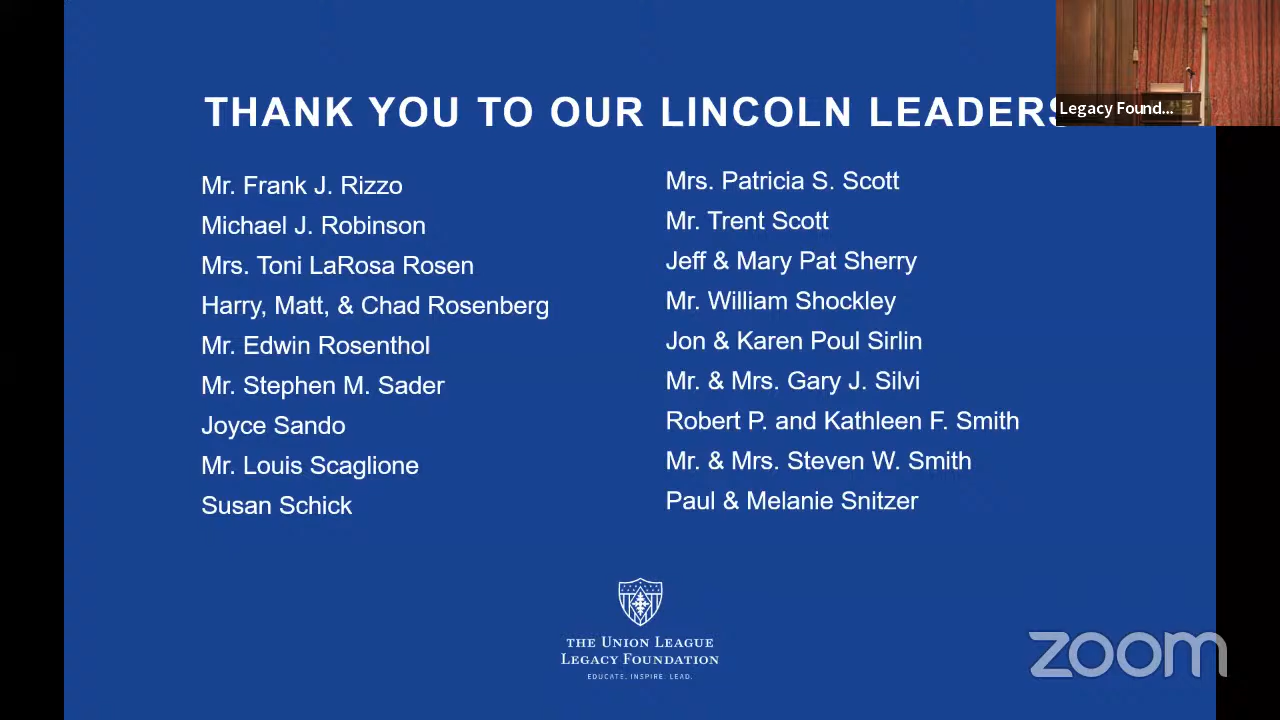 THANK YOU TO OUR LINCOLN LEADERS
Legacy Found...
Mr. Frank J. Rizzo
Michael J. Robinson
Mrs. Toni LaRosa Rosen
Harry, Matt, & Chad Rosenberg
Mr. Edwin Rosenthol
Mr. Stephen M. Sader
Joyce Sando
Mr. Louis Scaglione
Susan Schick
Mrs. Patricia S. Scott
Mr. Trent Scott
Jeff & Mary Pat Sherry
Mr. William Shockley
Jon & Karen Poul Sirlin
Mr. & Mrs. Gary J. Silvi
Robert P. and Kathleen F. Smith
Mr. & Mrs. Steven W. Smith
Paul & Melanie Snitzer
THE UNION LEAGUE
LEGACY FOUNDATION
EDUCATE. INSPIRE. LEAD.
zoom